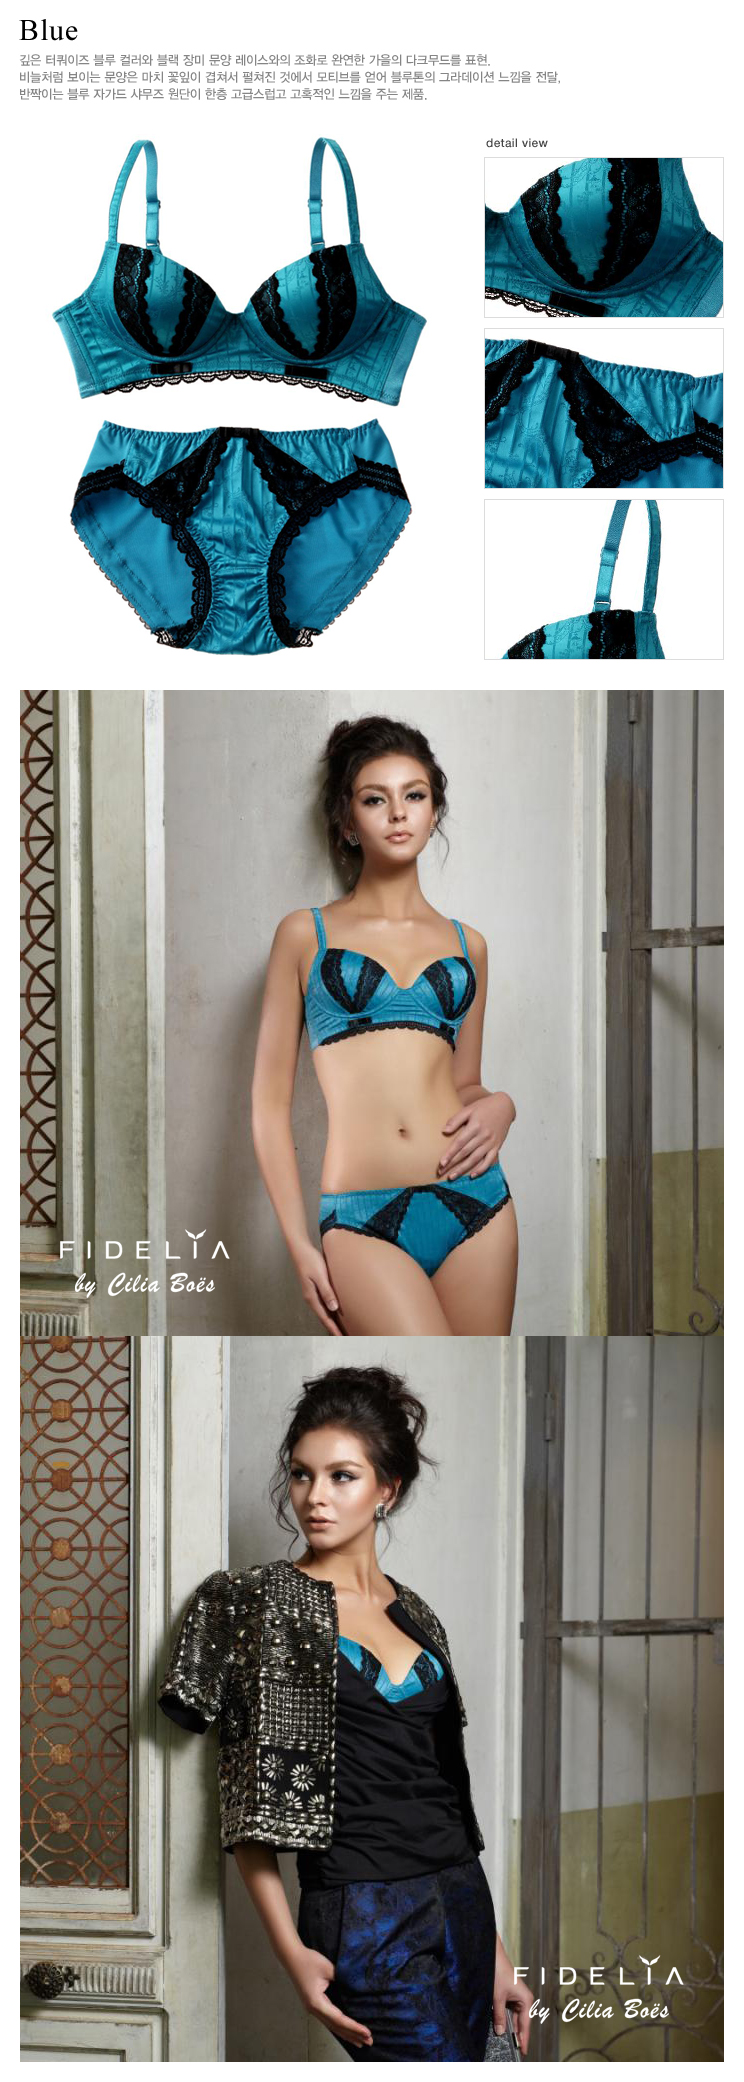 Blue
깊은 터쿼이즈 블루 컬러와 블랙 장미 문양 레이스와의 조화로 완연한 가을의 다크무드를 표현.
비늘처럼 보이는 문양은 마치 꽃잎이 겹쳐서 펼쳐진 것에서 모티브를 얻어 블루톤의 그라데이션 느낌을 전달.
반짝이는 블루 자가드 샤무즈 원단이 한층 고급스럽고 고혹적인 느낌을 주는 제품.
detail view
FIDELIA
by Cilia Boës
FIDELIA
by Cilia Boës